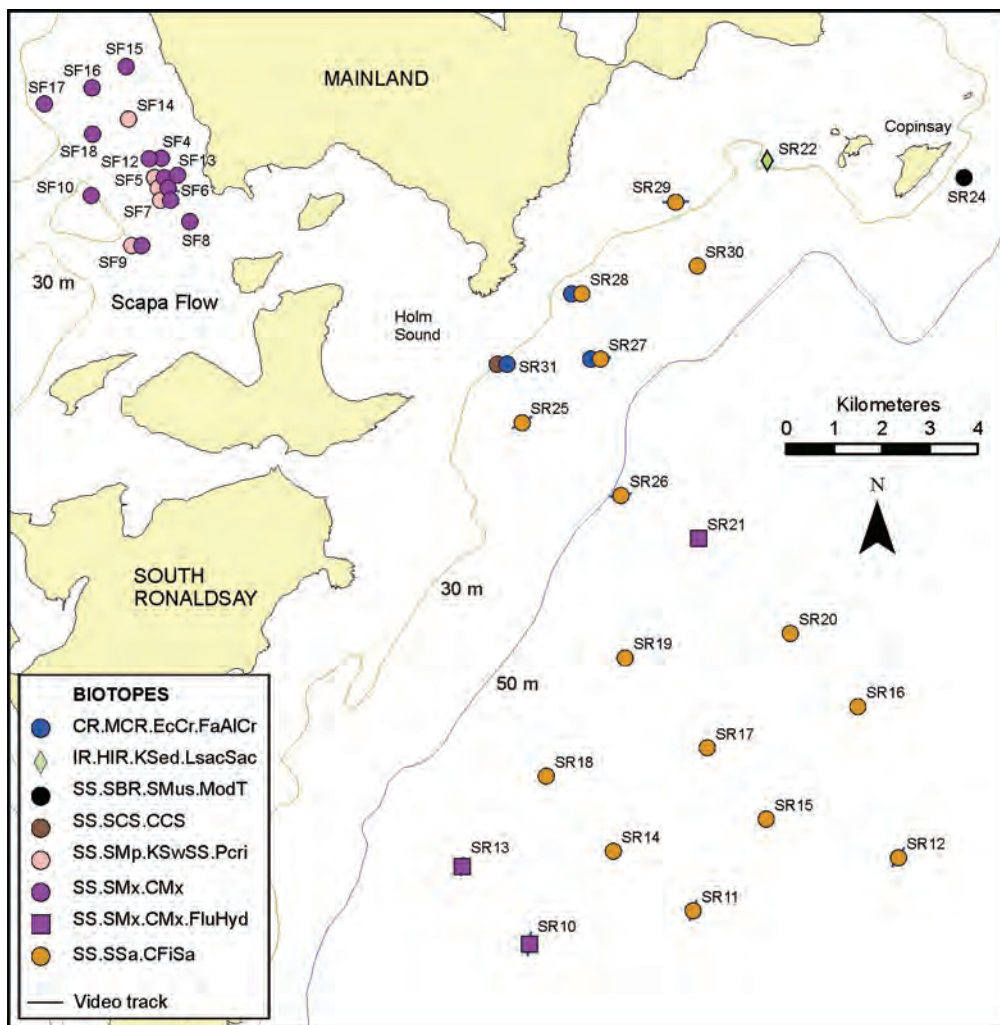 SF15
MAINLAND
SF16
SF17
SF14
Copinsay
SR22
SF18
SF4
SF12
SF13
SF5
SR24
SF10
SF6
SR29
SF7
SF8
SR30
SF9
30 m
SR28
Scapa Flow
Holm
Sound
SR27
SR31
Kilometeres
SR25
0 1 2 3 4
SR26
N
SR21
SOUTH
RONALDSAY
30 m
SR20
SR19
50 m
SR16
BIOTOPES
CR.MCR.EcCr.FaAlCr
SR17
IR.HIR.KSed.LsacSac
SR18
SS.SBR.SMus.ModT
SR15
SS.SCS.CCS
SR14
SR12
SS.SMp.KSwSS.Pcri
SR13
SS.SMx.CMx
SR11
SS.SMx.CMx.FluHyd
SR10
SS.SSa.CFiSa
Video track